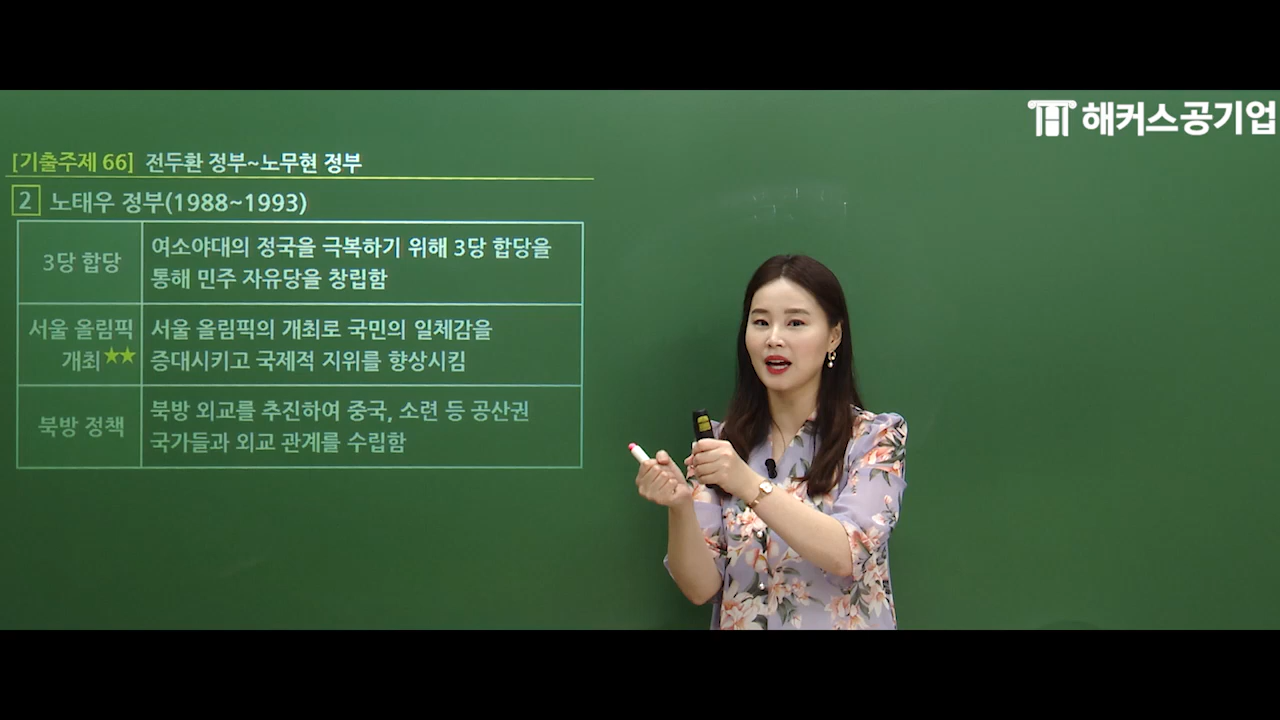 해커스공기업
[기출주제 66] 전두환 정부~노무현 정부
2 노태우 정부(1988~1993)
3당 합당
여소야대의 정국을 극복하기 위해 3당 합당을
통해 민주 자유당을 창립함
서울 올림픽
개최★★
서울 올림픽의 개최로 국민의 일체감을
증대시키고 국제적 지위를 향상시킴
북방 정책
북방 외교를 추진하여 중국, 소련 등 공산권
국가들과 외교 관계를 수립함